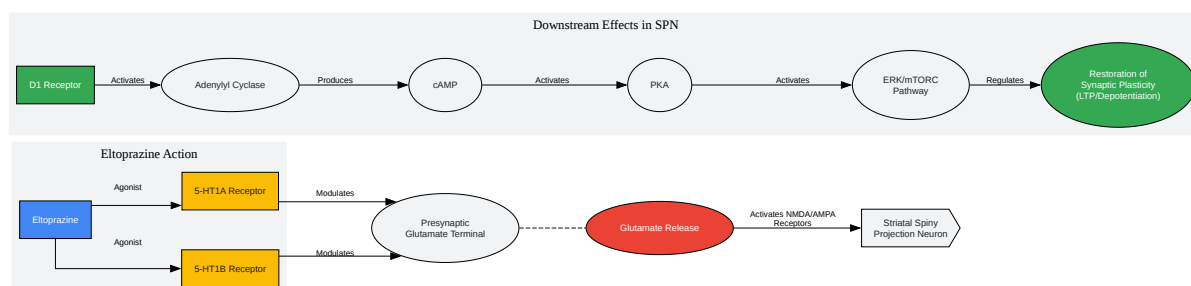 Downstream Effects in SPN
D1 Receptor
Activates
Adenylyl Cyclase
Produces
cAMP
Activates
PKA
Activates
ERK/mTORC
Pathway
Regulates
Restoration of
Synaptic Plasticity
(LTP/Depotentiation)
Eltoprazine Action
Eltoprazine
Agonist
5-HT1A Receptor
Agonist
5-HT1B Receptor
Modulates
Modulates
Presynaptic
Glutamate Terminal
Glutamate Release
Activates NMDA/AMPA
Receptors
Striatal Spiny
Projection Neuron